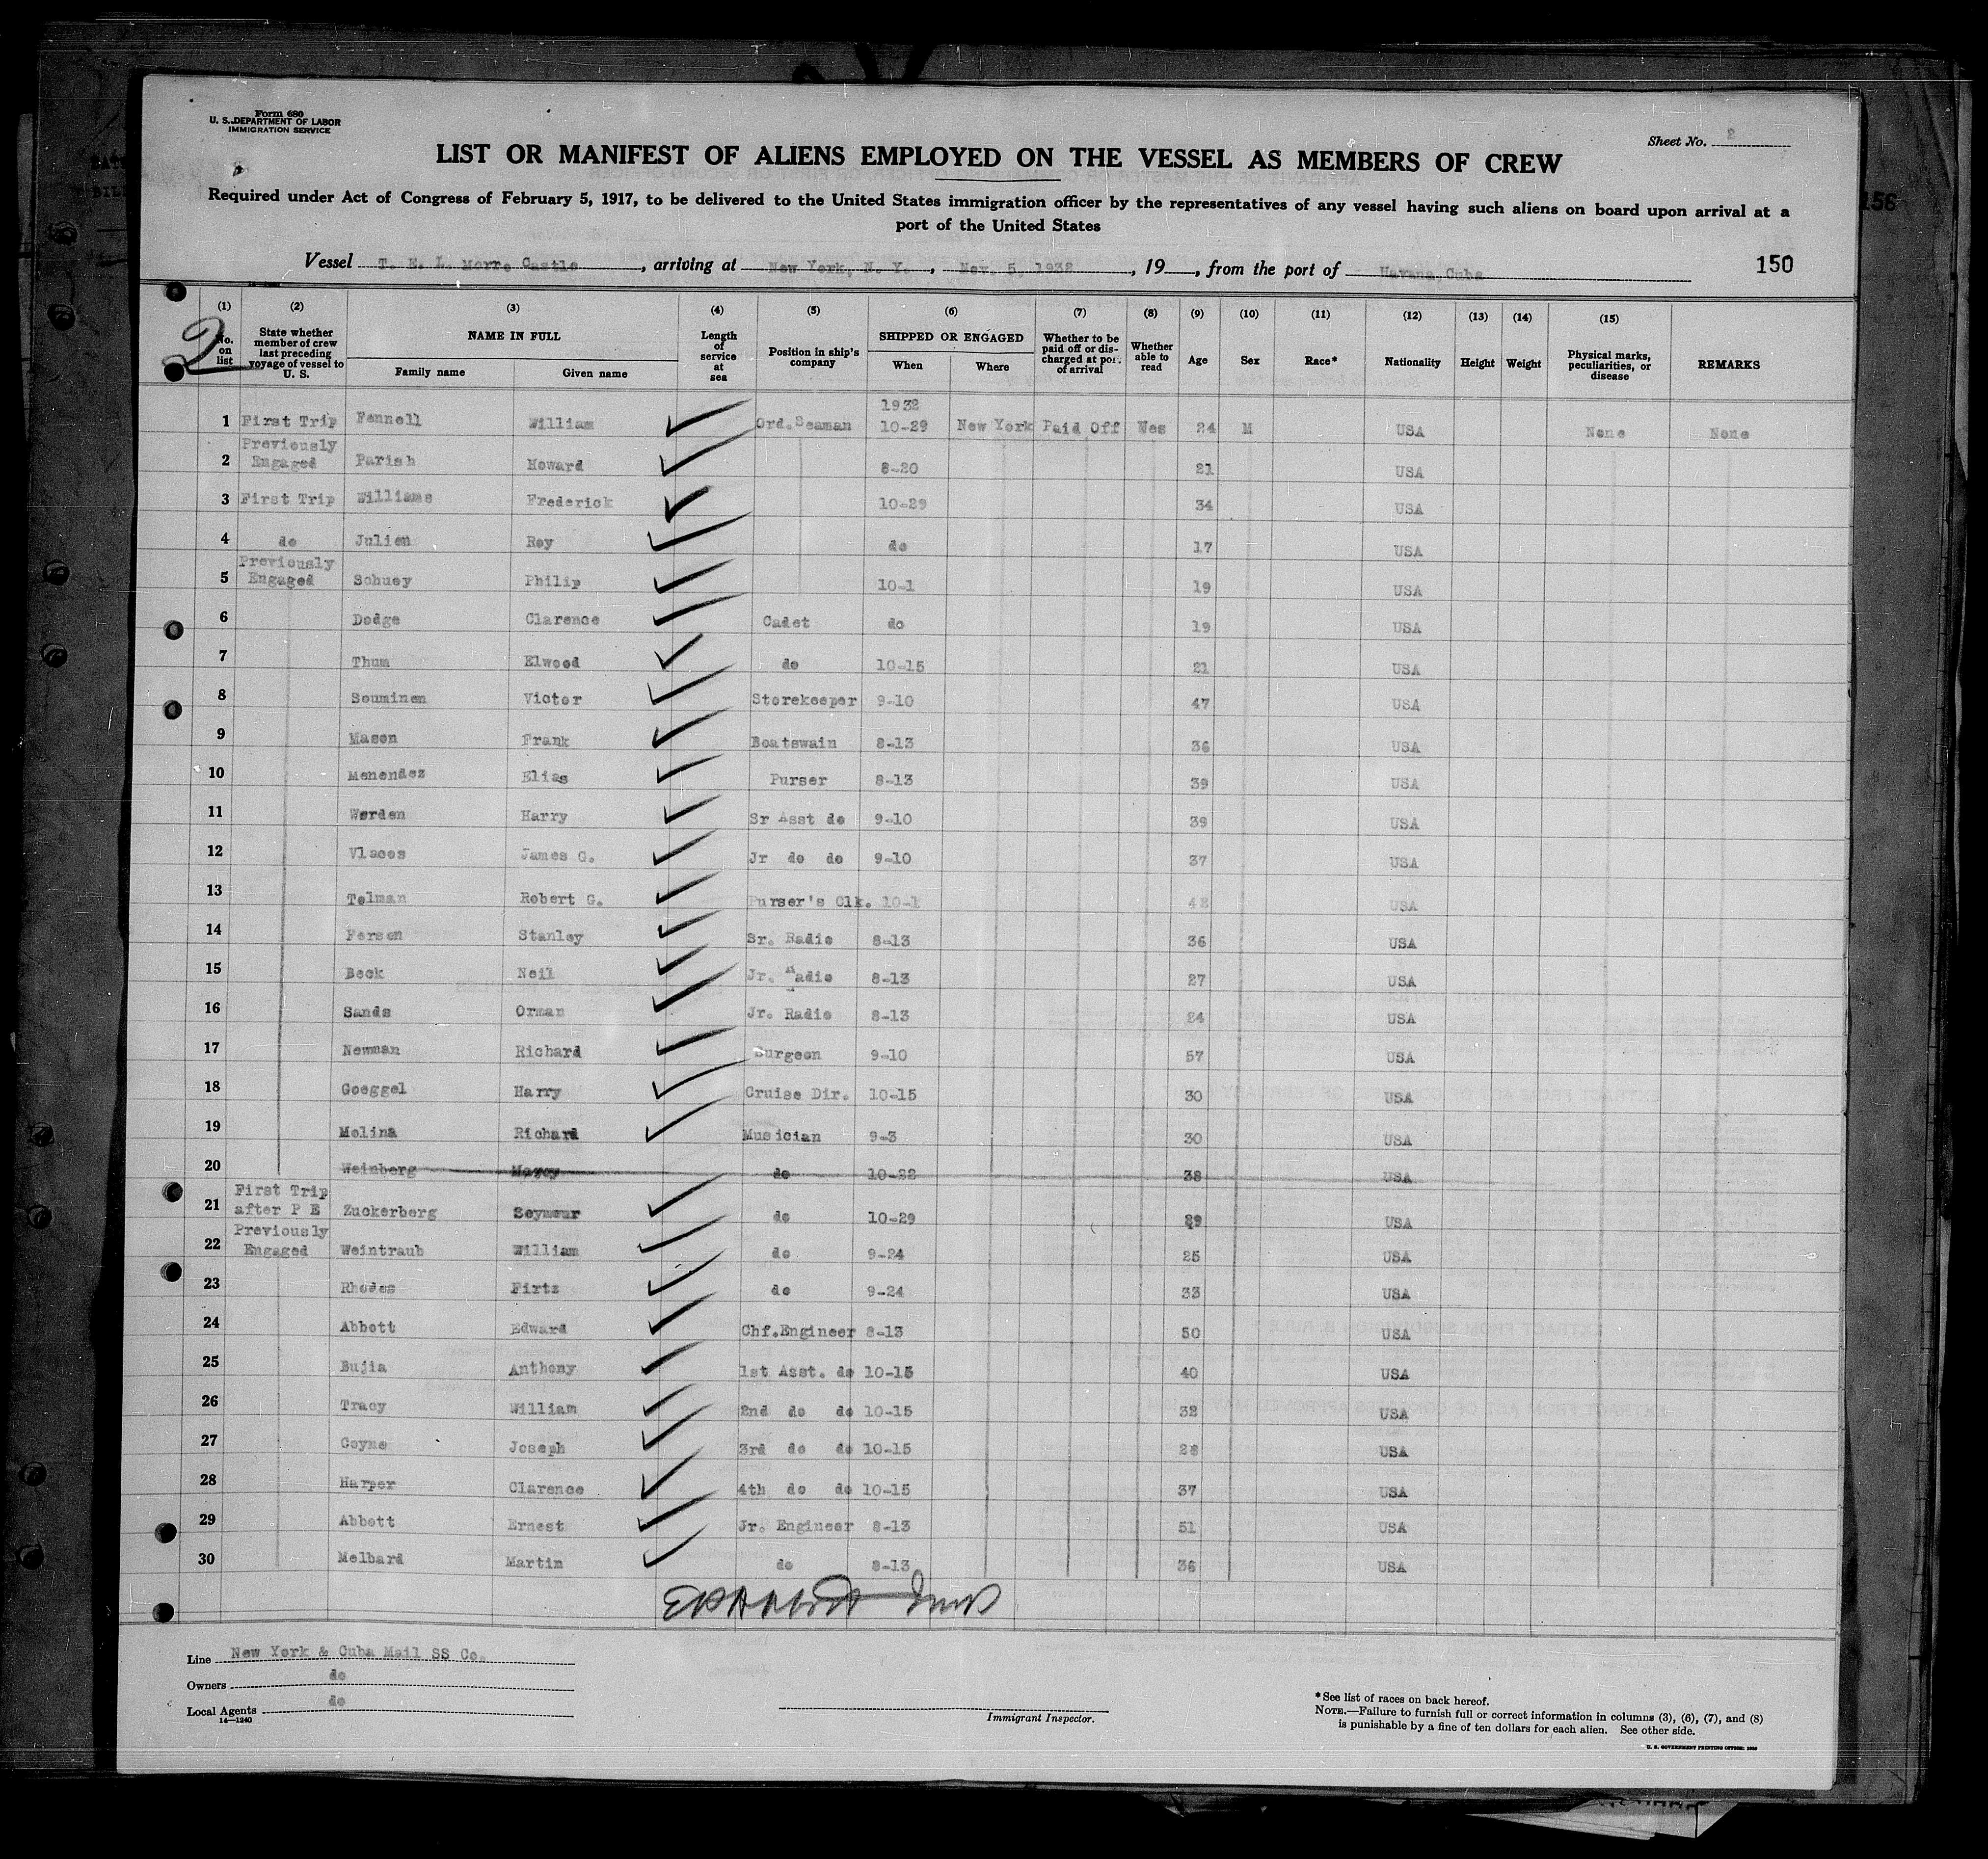 Form 680
U. S. DEPARTMENT OF LABOR
IMMIGRATION SERVICE
Sheet No. 2
LIST OR MANIFEST OF ALIENS EMPLOYED ON THE VESSEL AS MEMBERS OF CREW
Required under Act of Congress of February 5, 1917, to be delivered to the United States immigration officer by the representatives of any vessel having such aliens on board upon arrival at a
port of the United States
Vessel T. E. L. Morro Castle, arriving at New York, N. Y., Nov. 5, 1932, 19 , from the port of Havana, Cuba 150
156
2
(1) (2) (3) (4) (5) (6) (7) (8) (9) (10) (11) (12) (13) (14) (15)
No. on list State whether member of crew last preceding voyage of vessel to U. S. NAME IN FULL Family name Given name Length of service at sea Position in ship's company SHIPPED OR ENGAGED When Where Whether to be paid off or discharged at port of arrival Whether able to read Age Sex Race* Nationality Height Weight Physical marks, peculiarities, or disease REMARKS
1932
1 First Trip Fennell William Ord. Seaman 10-29 New York Paid Off Yes 24 M USA None None
2 Previously Engaged Parish Howard 8-20 21 USA
3 First Trip Williams Frederick 10-29 34 USA
4 do Julien Roy do 17 USA
5 Previously Engaged Schuey Philip 10-1 19 USA
6 Dodge Clarence Cadet do 19 USA
7 Thum Elwood do 10-15 21 USA
8 Souminen Victor Storekeeper 9-10 47 USA
9 Mason Frank Boatswain 8-13 36 USA
10 Menendez Elias Purser 8-13 39 USA
11 Worden Harry Sr Asst do 9-10 39 USA
12 Vlacos James G. Jr do do 9-10 37 USA
13 Tolman Robert G. Purser's Clk. 10-1 USA
14 Ferson Stanley Sr. Radio 8-13 36 USA
15 Beck Neil Jr. Radio 8-13 27 USA
16 Sands Orman Jr. Radio 8-13 24 USA
17 Newman Richard Surgeon 9-10 57 USA
18 Goeggel Harry Cruise Dir. 10-15 30 USA
19 Molina Richard Musician 9-3 30 USA
20 Weinberg do 10-22 38 USA
21 First Trip after P E Zuckerberg Seymour do 10-29 29 USA
22 Previously Engaged Weintraub William do 9-24 25 USA
23 Rhodes Firtz do 9-24 33 USA
24 Abbott Edward Chf. Engineer 8-13 50 USA
25 Bujia Anthony 1st Asst. do 10-15 40 USA
26 Tracy William 2nd do do 10-15 32 USA
27 Coyne Joseph 3rd do do 10-15 28 USA
28 Harper Clarence 4th do do 10-15 37 USA
29 Abbott Ernest Jr. Engineer 8-13 51 USA
30 Melbard Martin do 8-13 36 USA
Line New York & Cuba Mail SS Co.
Owners do
Local Agents do
14—1240
Immigrant Inspector.
*See list of races on back hereof.
NOTE.—Failure to furnish full or correct information in columns (3), (6), (7), and (8)
is punishable by a fine of ten dollars for each alien. See other side.
U. S. GOVERNMENT PRINTING OFFICE: